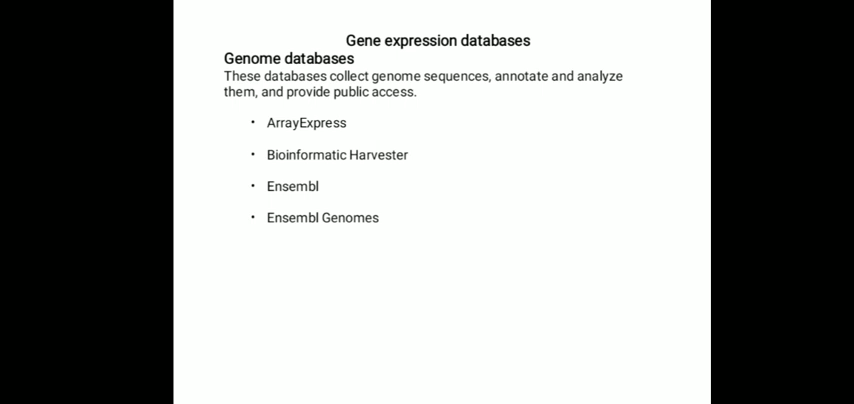 Gene expression databases
Genome databases
These databases collect genome sequences, annotate and analyze
them, and provide public access.
• ArrayExpress
• Bioinformatic Harvester
• Ensembl
• Ensembl Genomes